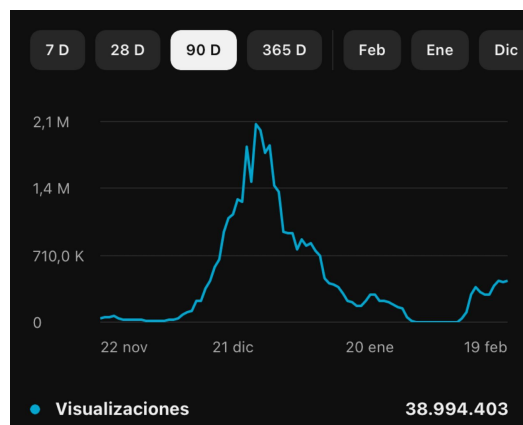 7 D 28 D 90 D 365 D Feb Ene Dic
2,1 M
1,4 M
710,0 K
0
22 nov 21 dic 20 ene 19 feb
Visualizaciones 38.994.403